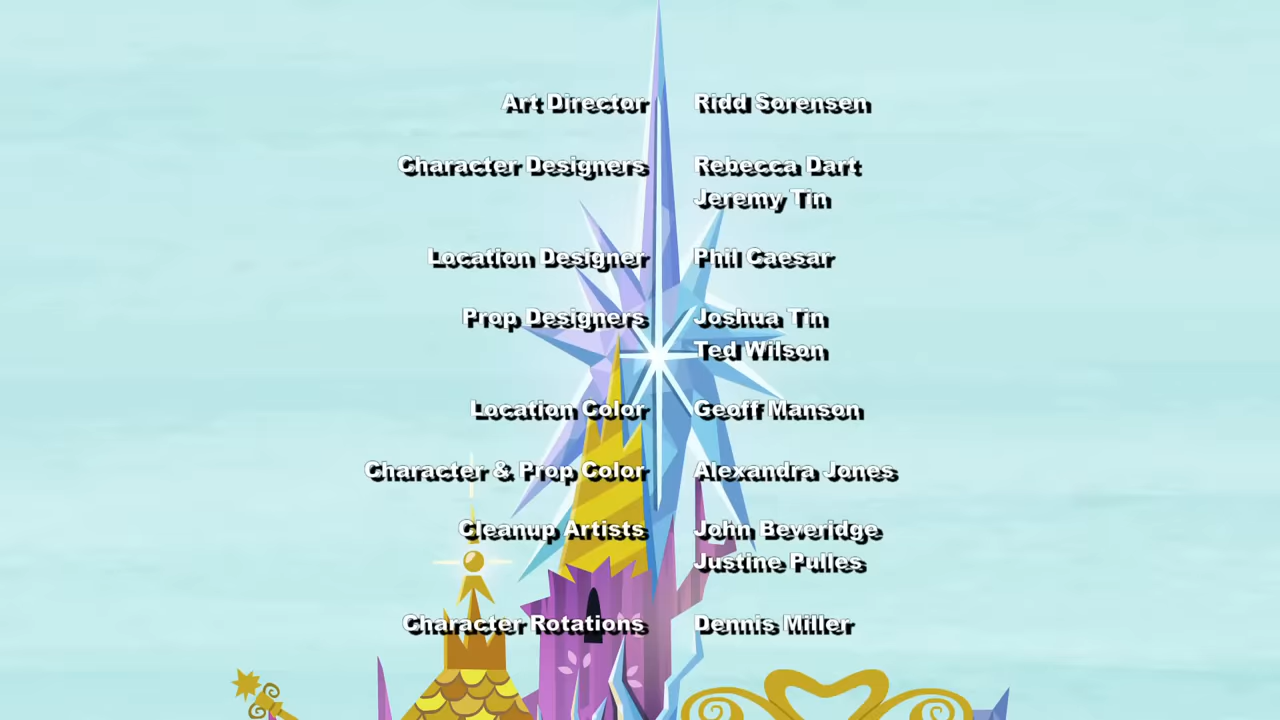 Art Director Ridd Sorensen
Character Designers Rebecca Dart
Jeremy Tin
Location Designer Phil Caesar
Prop Designers Joshua Tin
Ted Wilson
Location Color Geoff Manson
Character & Prop Color Alexandra Jones
Cleanup Artists John Beveridge
Justine Pulles
Character Rotations Dennis Miller